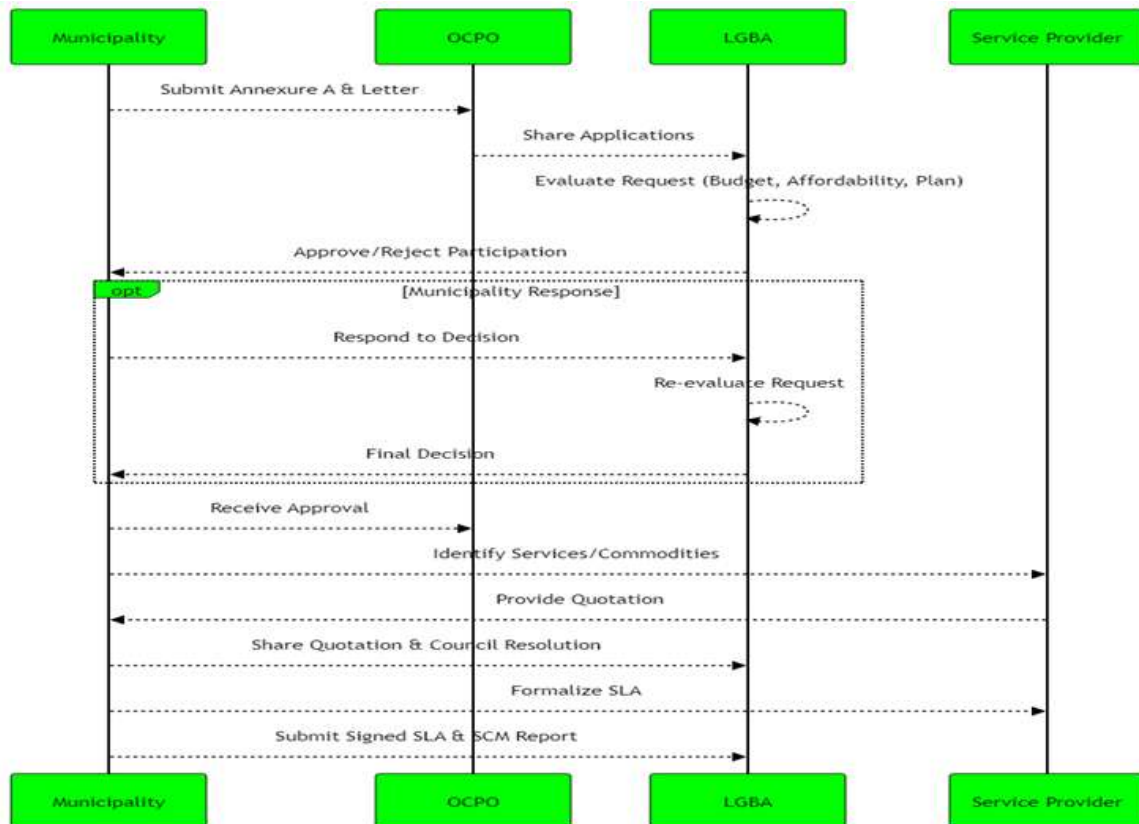 Municipality
OCPO
LGBA
Service Provider
Submit Annexure A & Letter
Share Applications
Evaluate Request (Budget, Affordability, Plan)
Approve/Reject Participation
opt
[Municipality Response]
Respond to Decision
Re-evaluate Request
Final Decision
Receive Approval
Identify Services/Commodities
Provide Quotation
Share Quotation & Council Resolution
Formalize SLA
Submit Signed SLA & SCM Report
Municipality
OCPO
LGBA
Service Provider